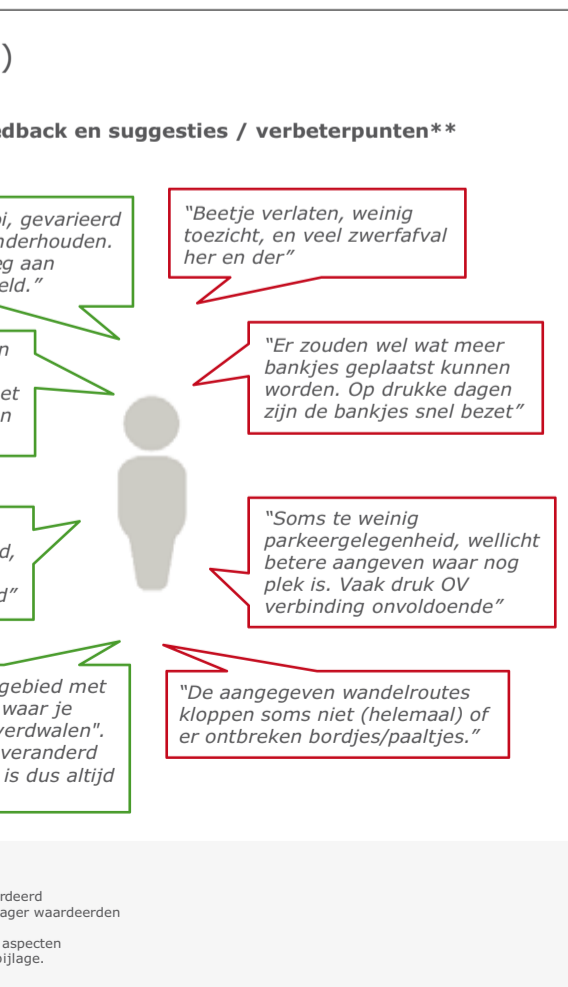 )
edback en suggesties / verbeterpunten**
i, gevarieerd
nderhouden.
eg aan
eld.”
“Beetje verlaten, weinig
toezicht, en veel zwerfafval
her en der”
n
et
n
“Er zouden wel wat meer
bankjes geplaatst kunnen
worden. Op drukke dagen
zijn de bankjes snel bezet”
d,
d”
“Soms te weinig
parkeergelegenheid, wellicht
betere aangeven waar nog
plek is. Vaak druk OV
verbinding onvoldoende”
gebied met
waar je
verdwalen".
veranderd
is dus altijd
“De aangegeven wandelroutes
kloppen soms niet (helemaal) of
er ontbreken bordjes/paaltjes.”
rdeerd
ager waardeerden
aspecten
ijlage.